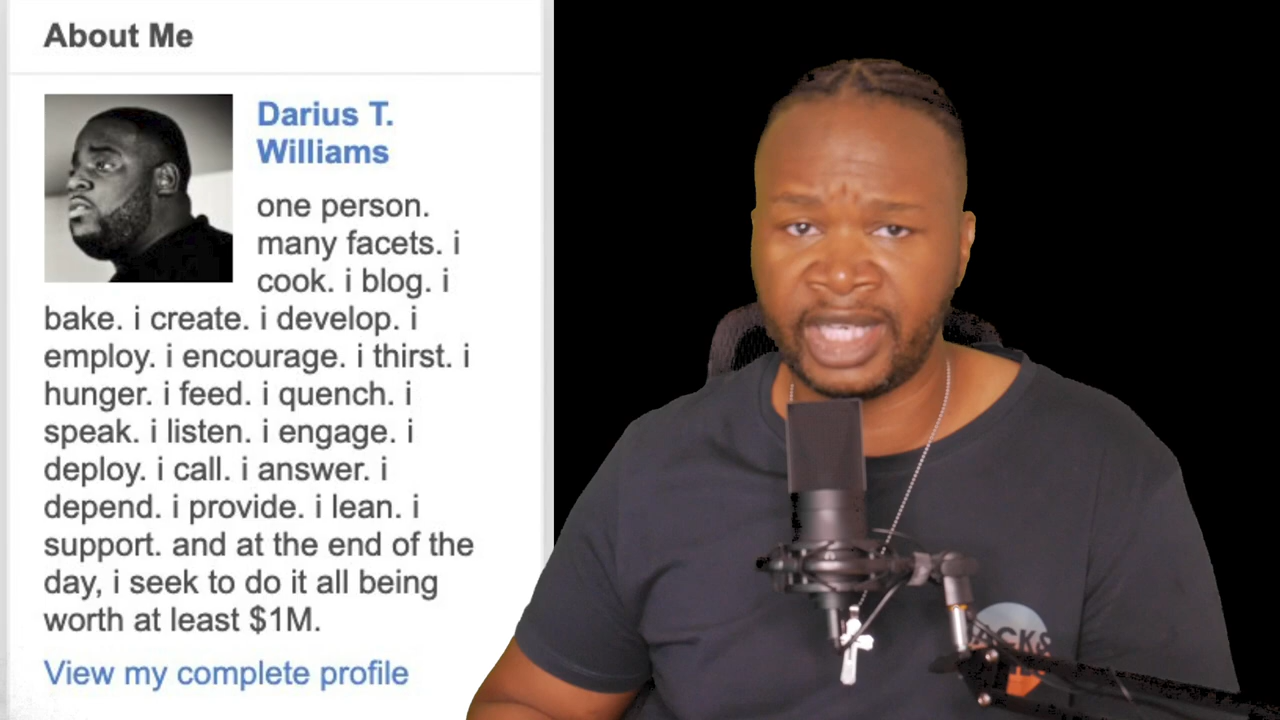 About Me
Darius T.
Williams
one person.
many facets. i
cook. i blog. i
bake. i create. i develop. i
employ. i encourage. i thirst. i
hunger. i feed. i quench. i
speak. i listen. i engage. i
deploy. i call. i answer. i
depend. i provide. i lean. i
support. and at the end of the
day, i seek to do it all being
worth at least $1M.
View my complete profile